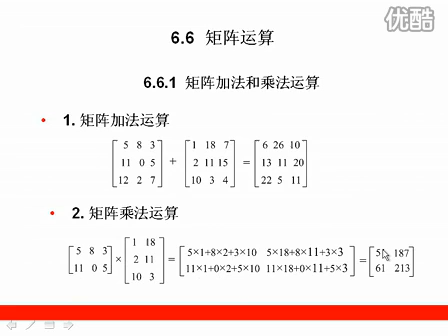 优酷
6.6 矩阵运算
6.6.1 矩阵加法和乘法运算
• 1. 矩阵加法运算
5 8 3 1 18 7 6 26 10
11 0 5 + 2 11 15 = 13 11 20
12 2 7 10 3 4 22 5 11
• 2. 矩阵乘法运算
5 8 3
11 0 5
×
1 18
2 11
10 3
=
5×1+8×2+3×10 5×18+8×11+3×3
11×1+0×2+5×10 11×18+0×11+5×3
=
187
61 213